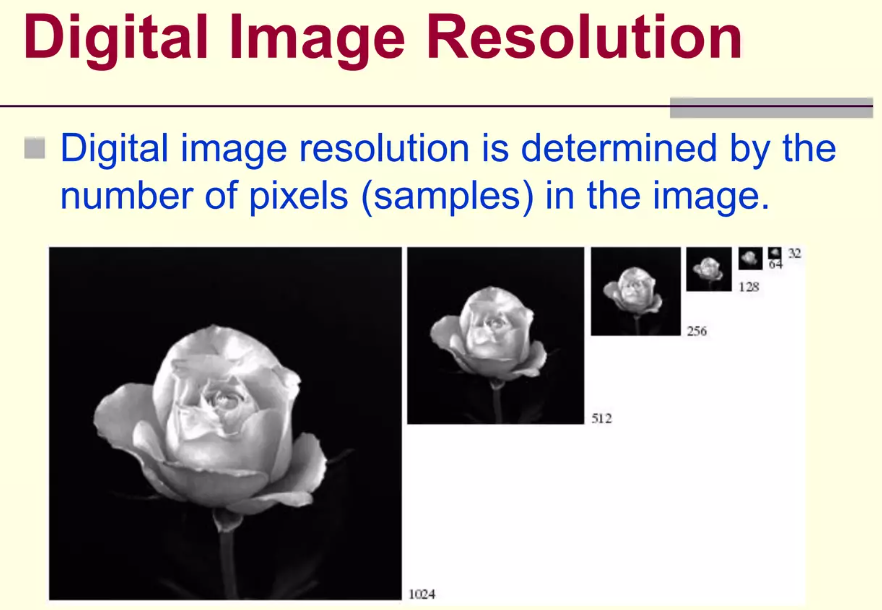 Digital Image Resolution
Digital image resolution is determined by the
number of pixels (samples) in the image.
32
64
128
256
512
1024